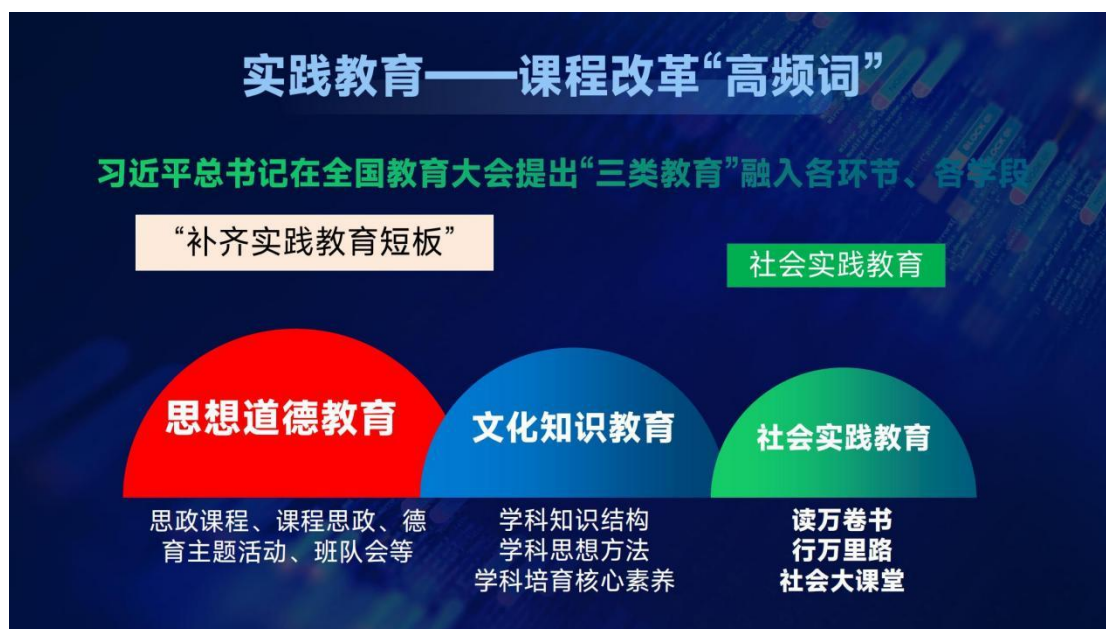 实践教育——课程改革“高频词”
习近平总书记在全国教育大会提出“三类教育”融入各环节、各学段
“补齐实践教育短板”
社会实践教育
思想道德教育
思政课程、课程思政、德
育主题活动、班队会等
文化知识教育
学科知识结构
学科思想方法
学科培育核心素养
社会实践教育
读万卷书
行万里路
社会大课堂